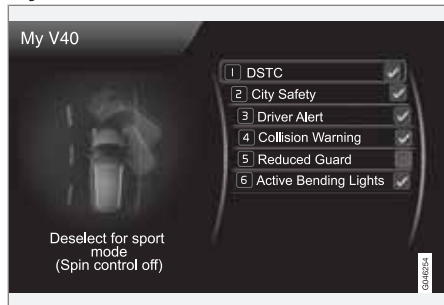 My V40
1 DSTC
2 City Safety
3 Driver Alert
4 Collision Warning
5 Reduced Guard
6 Active Bending Lights
Deselect for sport
mode
(Spin control off)
G046254